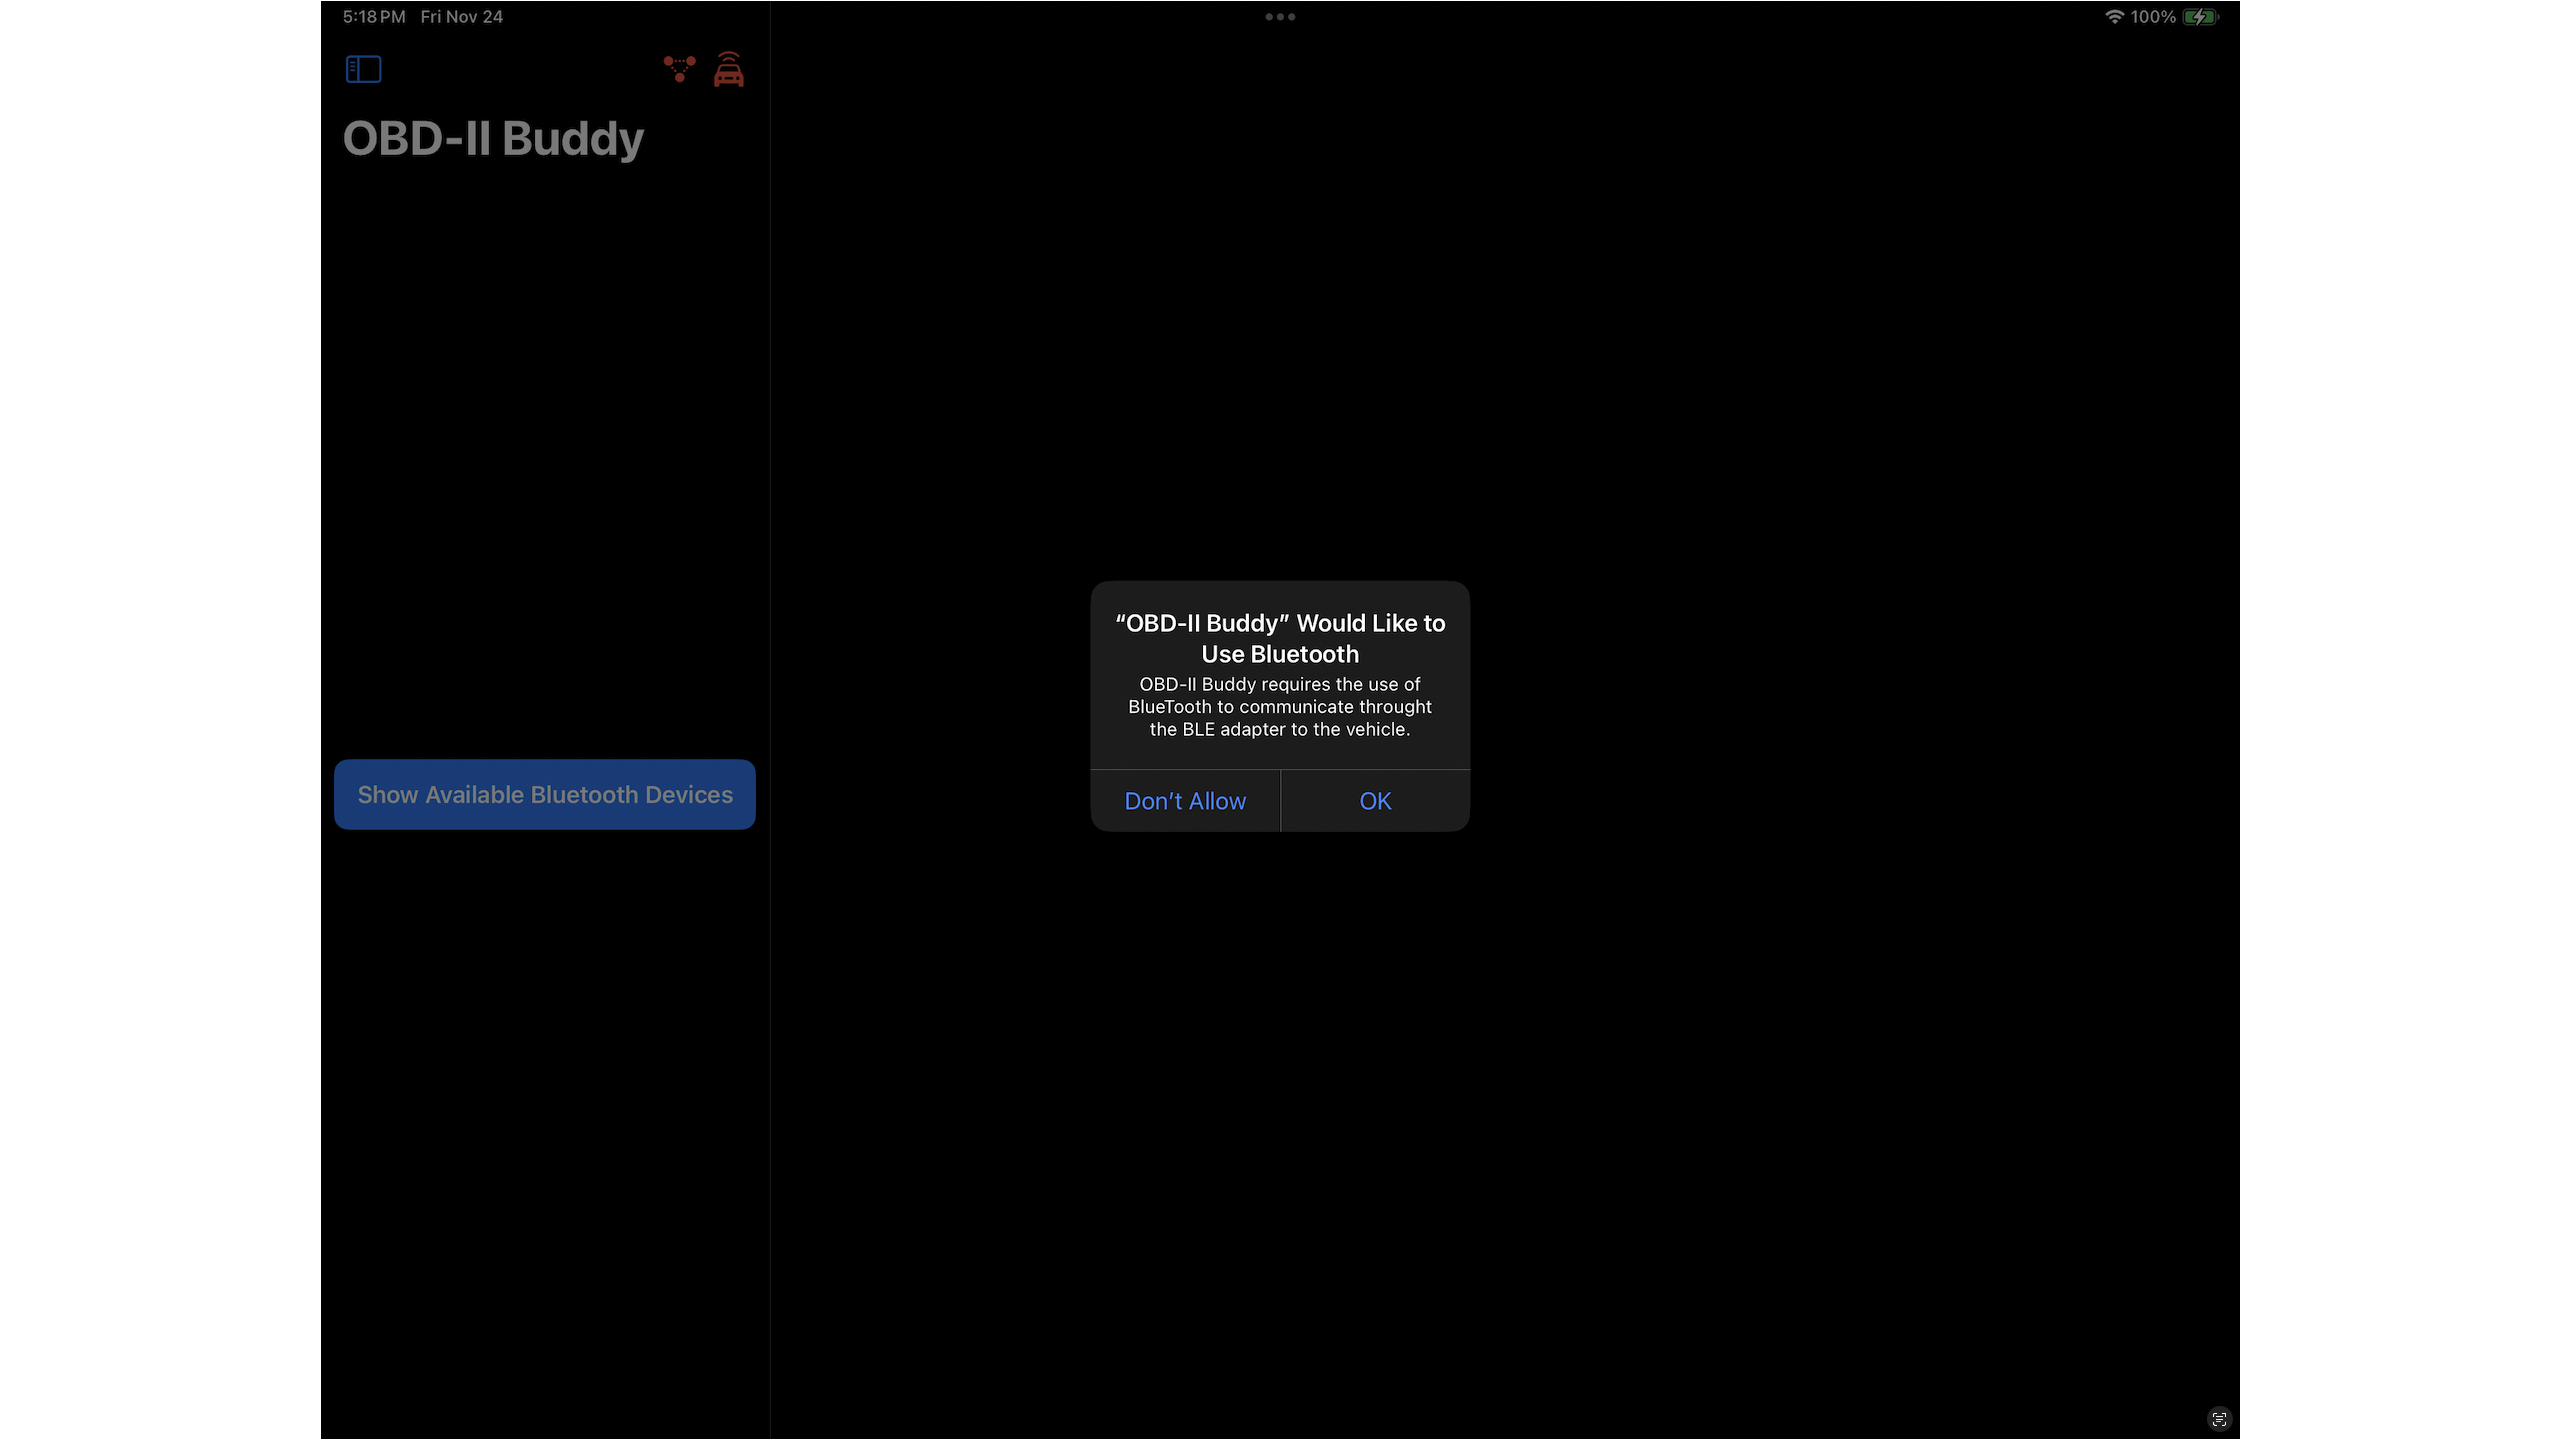 5:18 PM Fri Nov 24
100%
OBD-II Buddy
“OBD-II Buddy” Would Like to
Use Bluetooth
OBD-II Buddy requires the use of
BlueTooth to communicate throught
the BLE adapter to the vehicle.
Don’t Allow OK
Show Available Bluetooth Devices